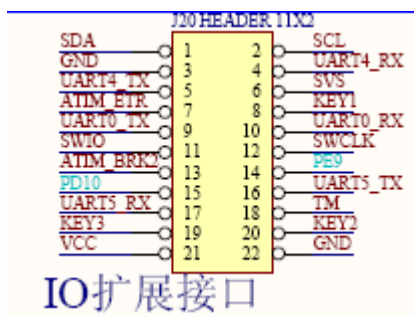 J20 HEADER 11X2
SDA 1 2 SCL
GND 3 4 UART4_RX
UART4_TX 5 6 SVS
ATIM_ETR 7 8 KEY1
UART0_TX 9 10 UART0_RX
SWIO 11 12 SWCLK
ATIM_BRK2 13 14 PE9
PD10 15 16 UART5_TX
UART5_RX 17 18 TM
KEY3 19 20 KEY2
VCC 21 22 GND
IO扩展接口